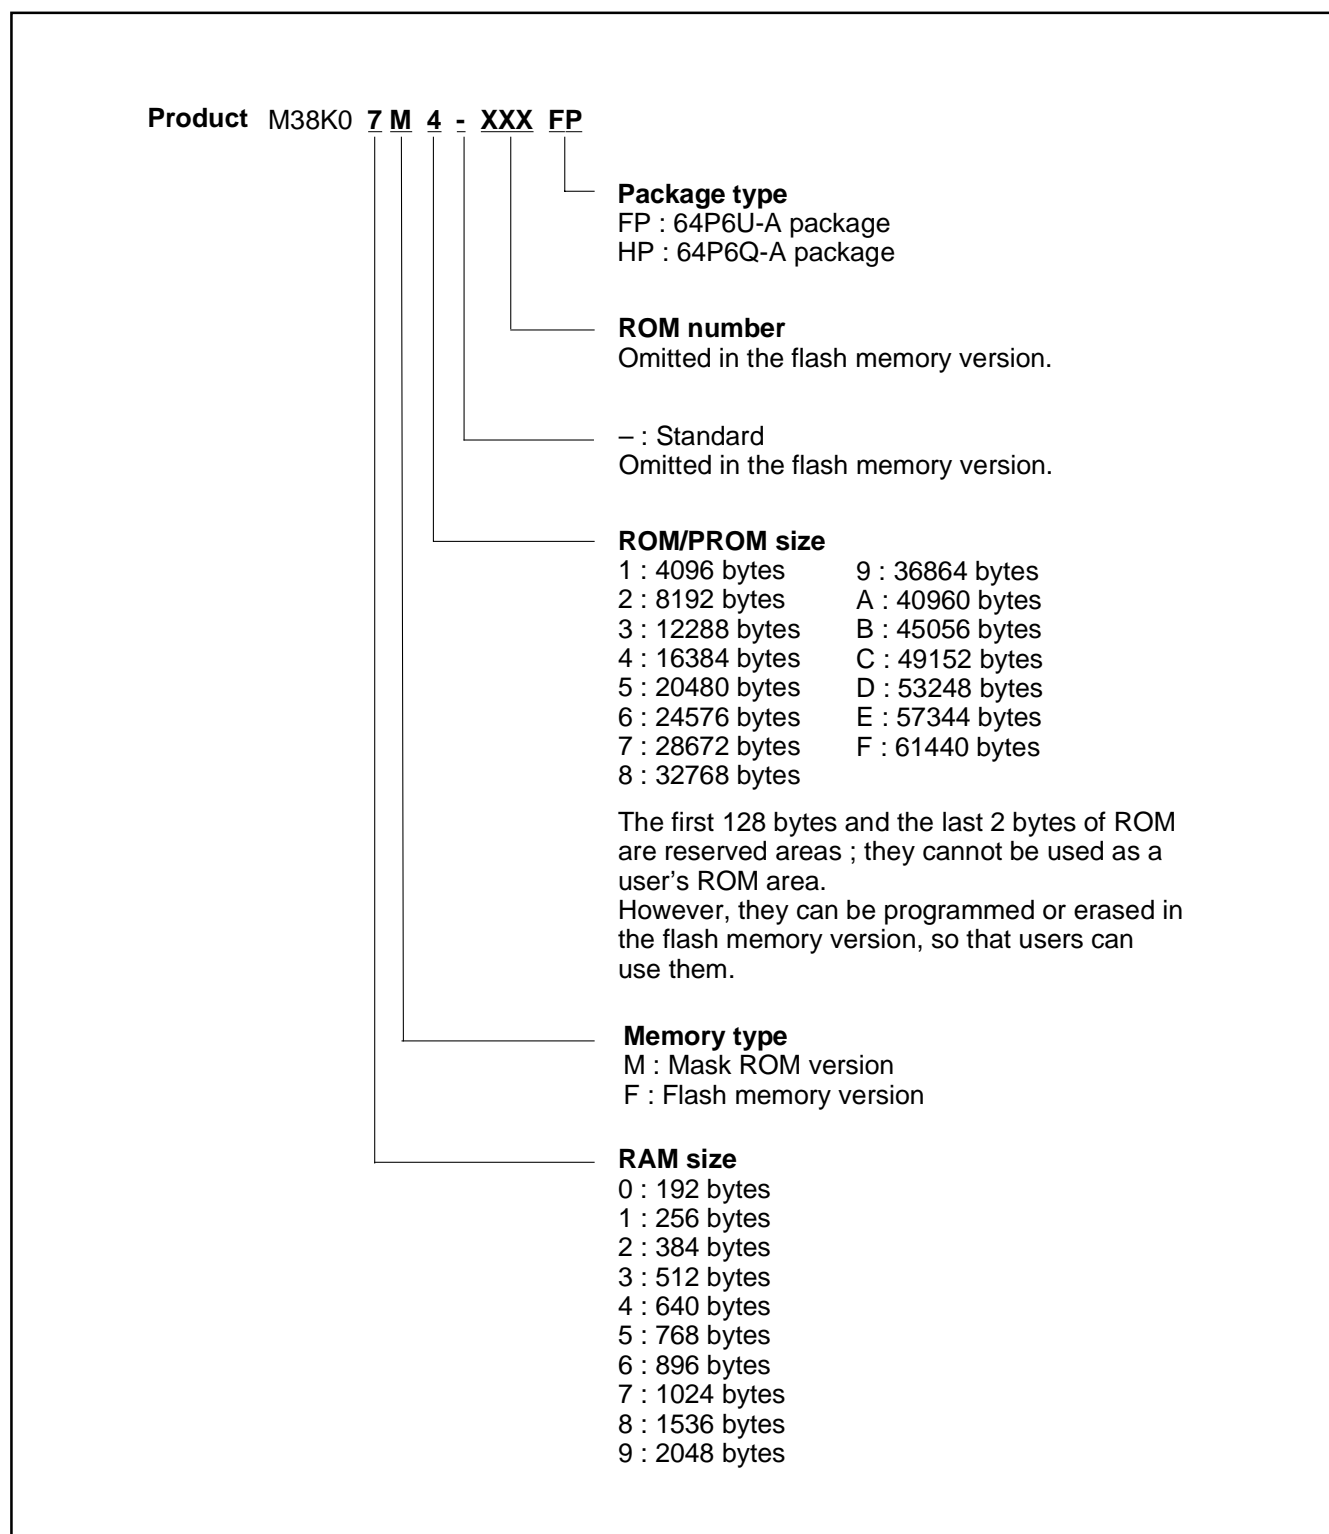 Product M38K0 7 M 4 - XXX FP
Package type
FP : 64P6U-A package
HP : 64P6Q-A package
ROM number
Omitted in the flash memory version.
– : Standard
Omitted in the flash memory version.
ROM/PROM size
1 : 4096 bytes
2 : 8192 bytes
3 : 12288 bytes
4 : 16384 bytes
5 : 20480 bytes
6 : 24576 bytes
7 : 28672 bytes
8 : 32768 bytes
9 : 36864 bytes
A : 40960 bytes
B : 45056 bytes
C : 49152 bytes
D : 53248 bytes
E : 57344 bytes
F : 61440 bytes
The first 128 bytes and the last 2 bytes of ROM
are reserved areas ; they cannot be used as a
user’s ROM area.
However, they can be programmed or erased in
the flash memory version, so that users can
use them.
Memory type
M : Mask ROM version
F : Flash memory version
RAM size
0 : 192 bytes
1 : 256 bytes
2 : 384 bytes
3 : 512 bytes
4 : 640 bytes
5 : 768 bytes
6 : 896 bytes
7 : 1024 bytes
8 : 1536 bytes
9 : 2048 bytes